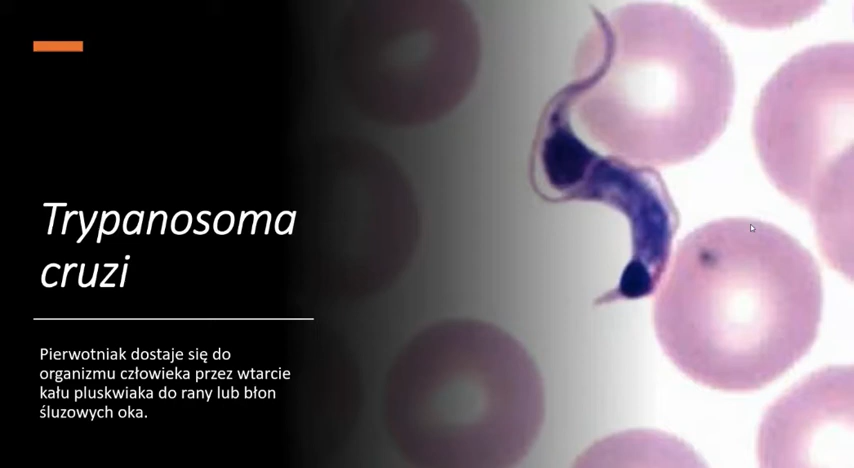 Trypanosoma
cruzi
Pierwotniak dostaje się do
organizmu człowieka przez wtarcie
kału pluskwiaka do rany lub błon
śluzowych oka.